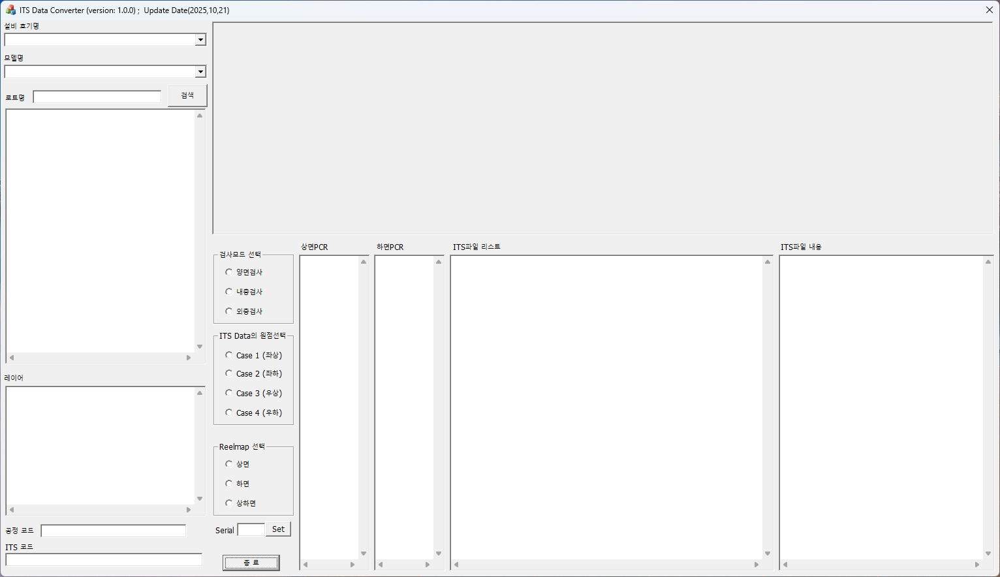 ITS Data Converter (version: 1.0.0) ;  Update Date(2025,10,21)
설비 호기명
모델명
로트명
검색
레이어
공정 코드
ITS 코드
검사모드 선택
양면검사
내층검사
외층검사
ITS Data의 원점선택
Case 1 (좌상)
Case 2 (좌하)
Case 3 (우상)
Case 4 (우하)
Reelmap 선택
상면
하면
상하면
Serial
Set
종 료
상면PCR
하면PCR
ITS파일 리스트
ITS파일 내용